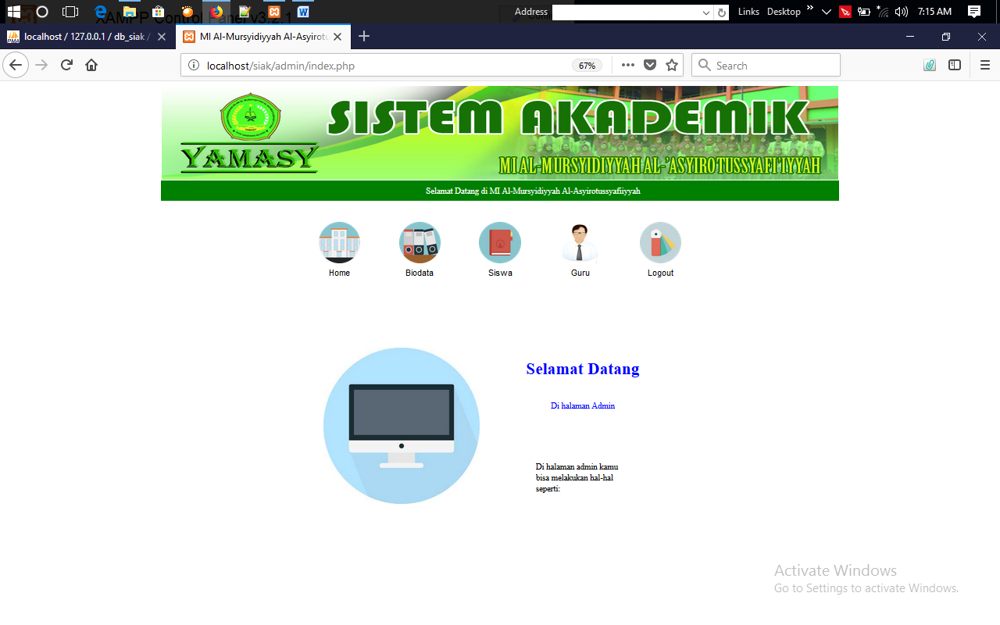 XAMPP Control Panel v3.2.1
Address
Links
Desktop
7:15 AM
localhost / 127.0.0.1 / db_siak /
MI Al-Mursyidiyyah Al-Asyirotu
localhost/siak/admin/index.php
67%
Search
SISTEM AKADEMIK
YAMASY
MI AL-MURSYIDIYYAH AL-'ASYIROTUSSYAFI'IYYAH
Selamat Datang di MI Al-Mursyidiyyah Al-Asyirotussyafiiyyah
Home
Biodata
Siswa
Guru
Logout
Selamat Datang
Di halaman Admin
Di halaman admin kamu
bisa melakukan hal-hal
seperti:
Activate Windows
Go to Settings to activate Windows.